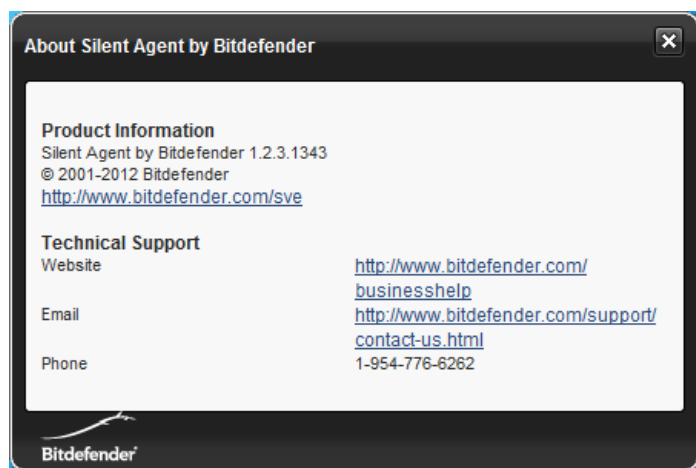 About Silent Agent by Bitdefender
Product Information
Silent Agent by Bitdefender 1.2.3.1343
© 2001-2012 Bitdefender
http://www.bitdefender.com/sve
Technical Support
Website http://www.bitdefender.com/
businesshelp
Email http://www.bitdefender.com/support/
contact-us.html
Phone 1-954-776-6262
Bitdefender